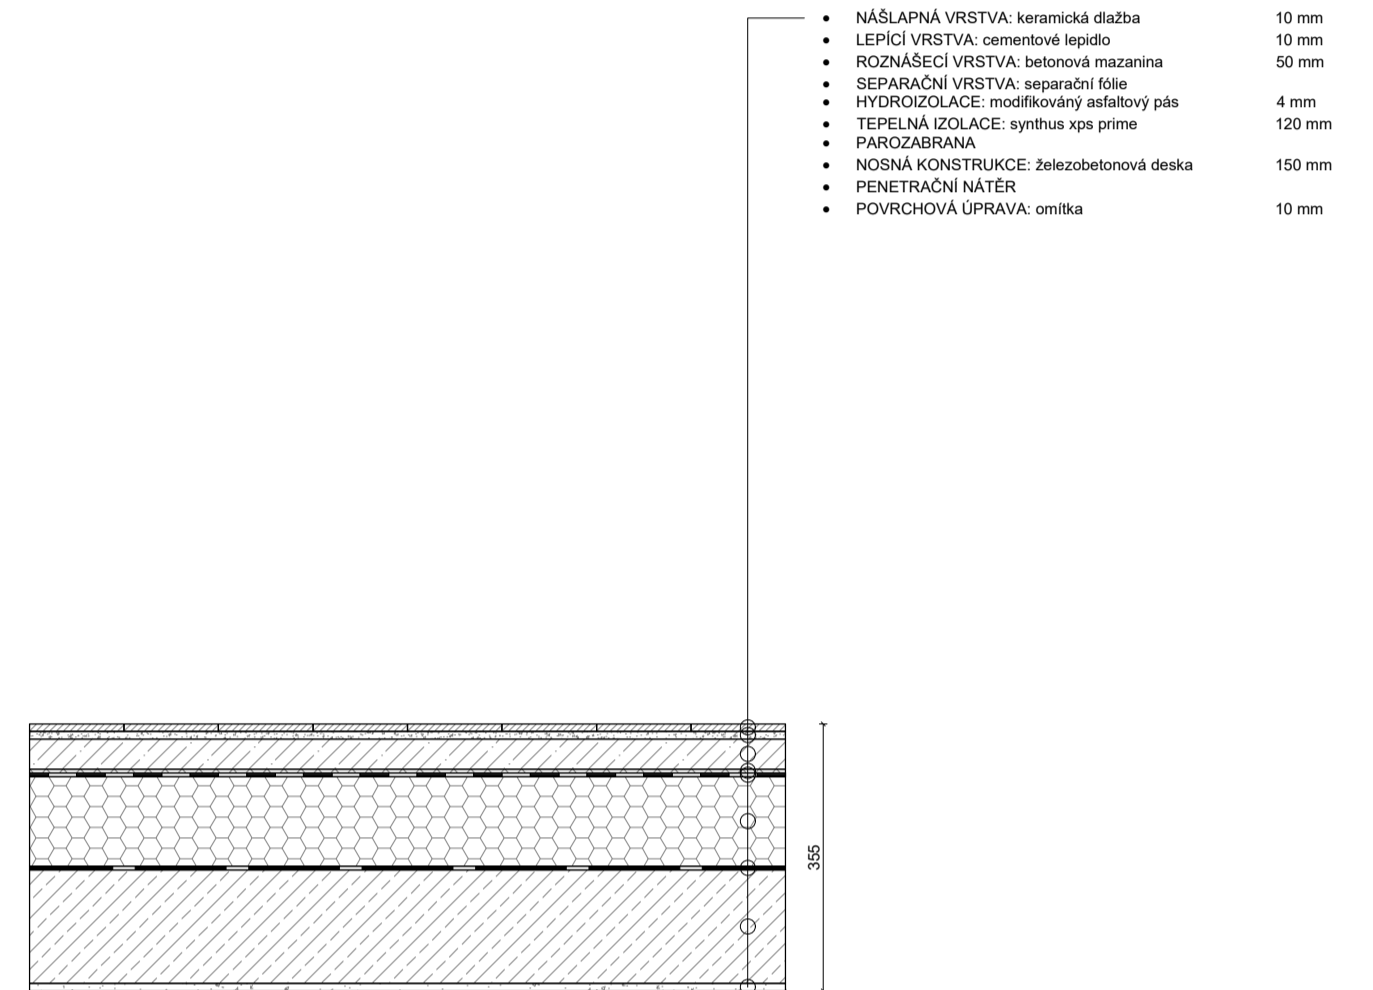 • NÁŠLAPNÁ VRSTVA: keramická dlažba 10 mm
• LEPÍCÍ VRSTVA: cementové lepidlo 10 mm
• ROZNÁŠECÍ VRSTVA: betonová mazanina 50 mm
• SEPARAČNÍ VRSTVA: separační fólie
• HYDROIZOLACE: modifikováný asfaltový pás 4 mm
• TEPELNÁ IZOLACE: synthus xps prime 120 mm
• PAROZABRANA
• NOSNÁ KONSTRUKCE: železobetonová deska 150 mm
• PENETRAČNÍ NÁTĚR
• POVRCHOVÁ ÚPRAVA: omítka 10 mm
355